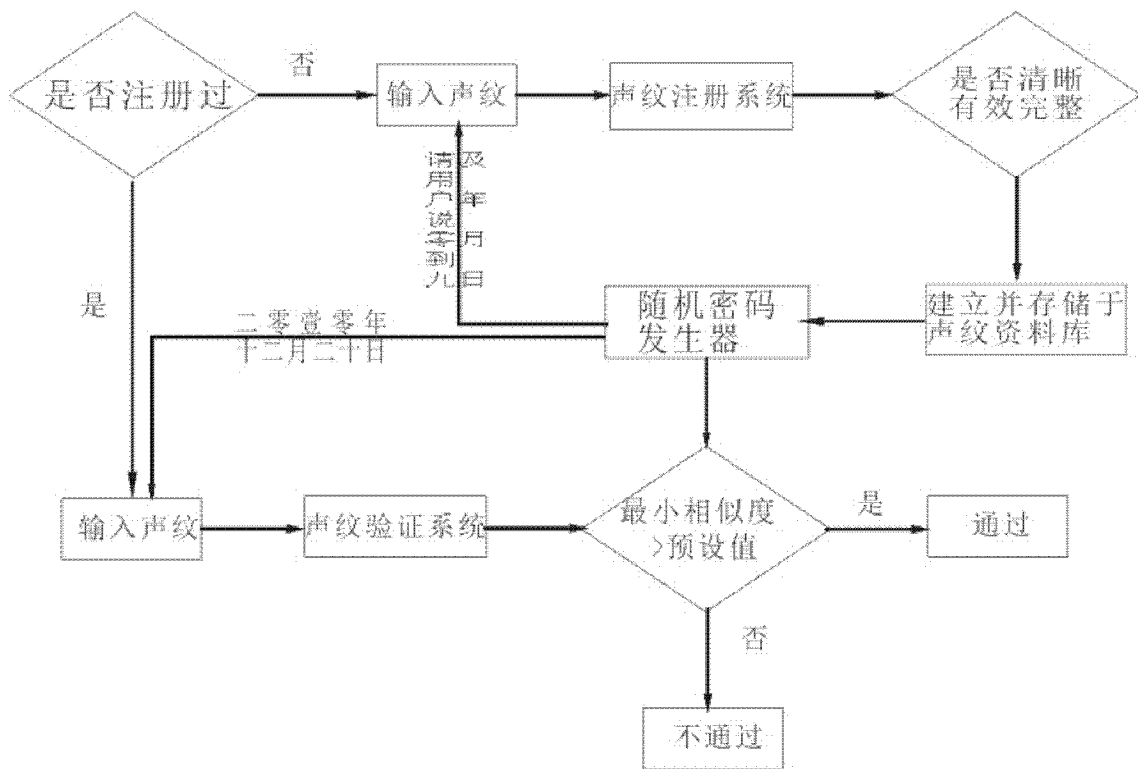 是否注册过
否
输入声纹
声纹注册系统
是否清晰
有效完整
请用户说零到九
及年月日
是
二零壹零年
十二月二十日
随机密码
发生器
建立并存储于
声纹资料库
输入声纹
声纹验证系统
最小相似度
>预设值
是
通过
否
不通过